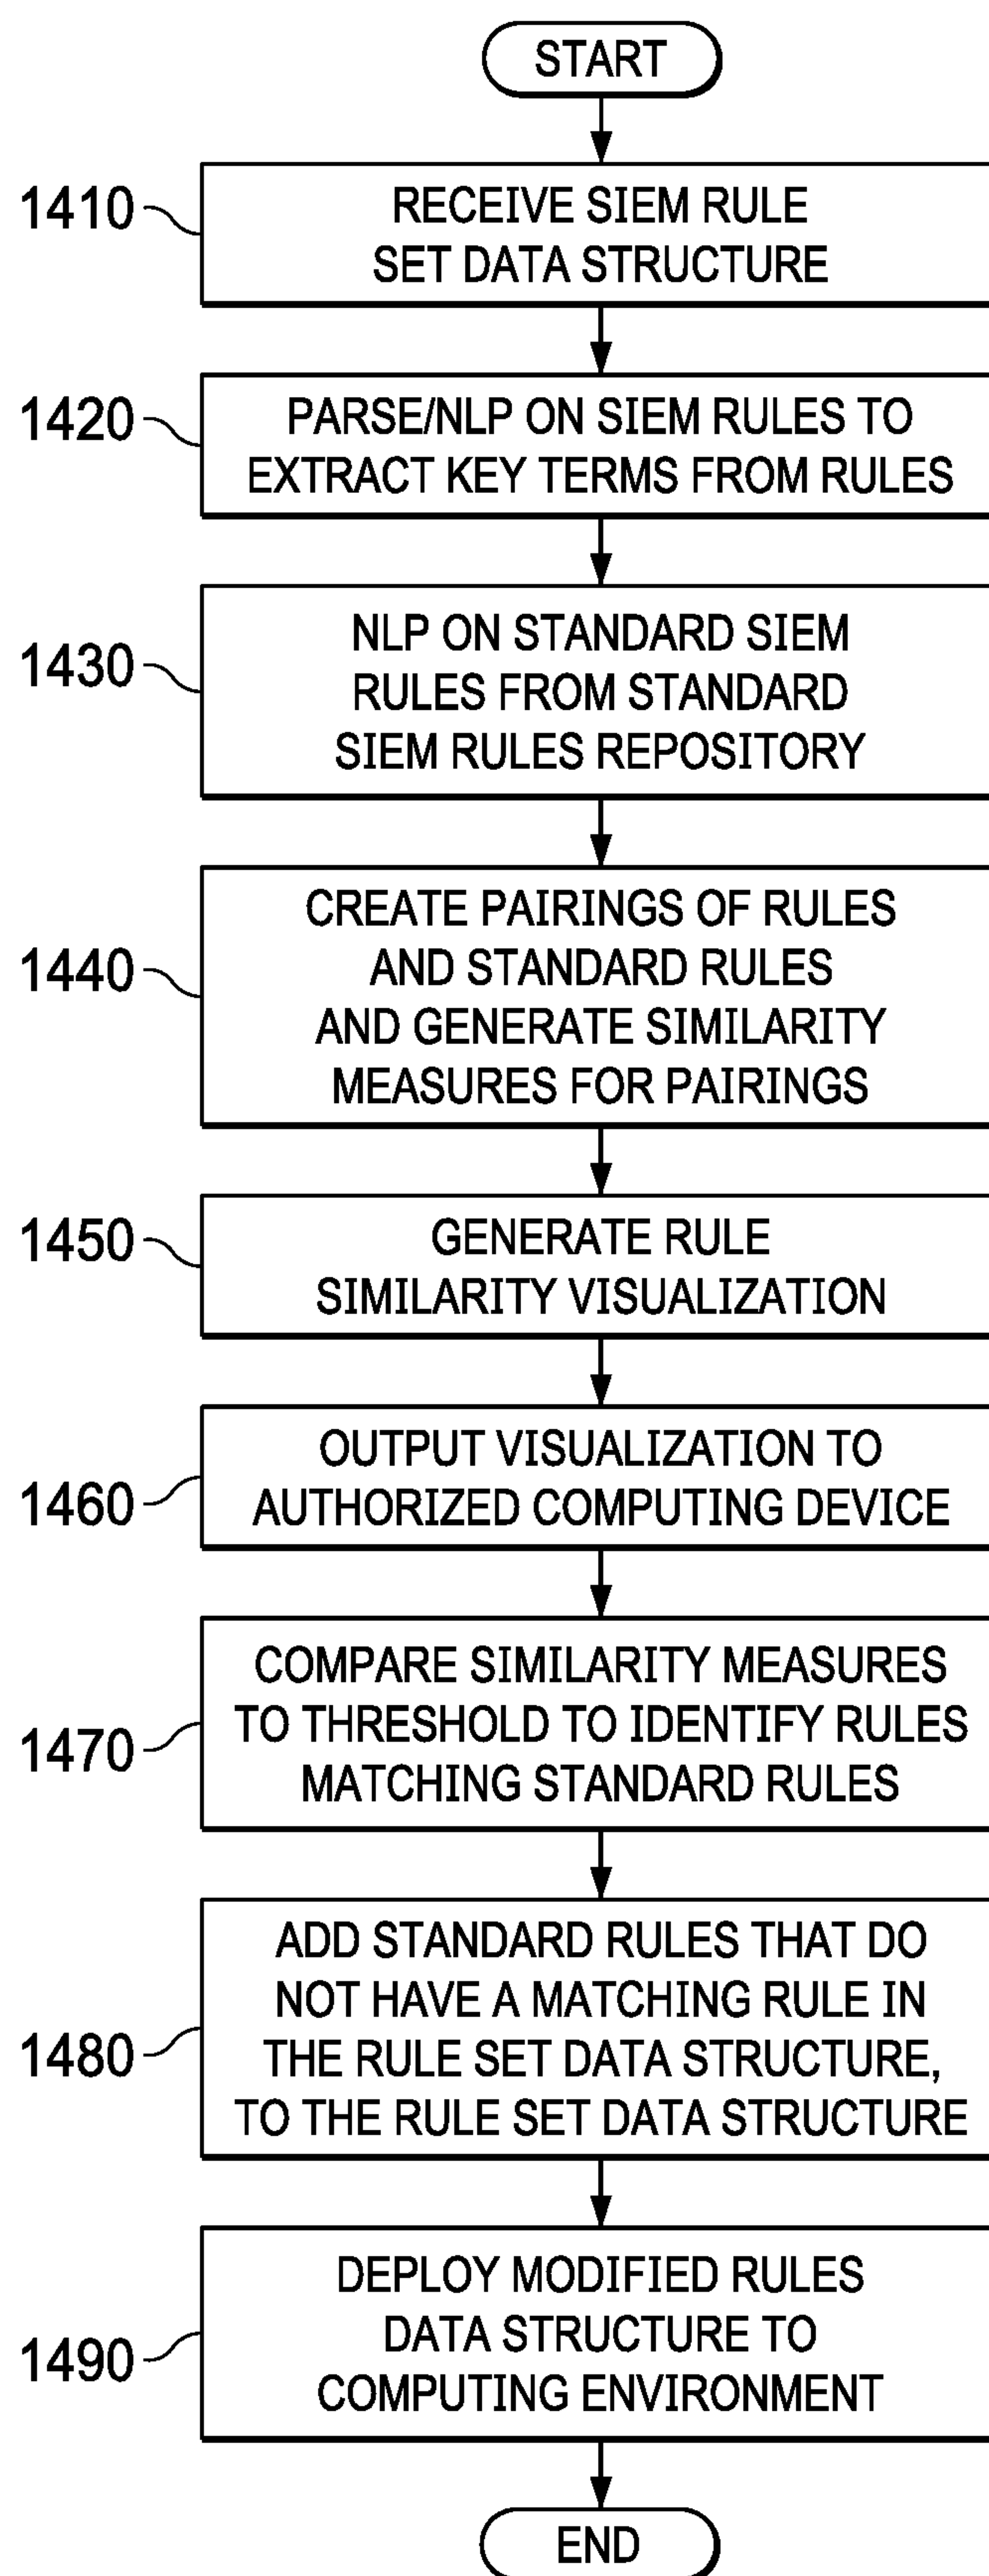 START
1410
RECEIVE SIEM RULE
SET DATA STRUCTURE
1420
PARSE/NLP ON SIEM RULES TO
EXTRACT KEY TERMS FROM RULES
1430
NLP ON STANDARD SIEM
RULES FROM STANDARD
SIEM RULES REPOSITORY
1440
CREATE PAIRINGS OF RULES
AND STANDARD RULES
AND GENERATE SIMILARITY
MEASURES FOR PAIRINGS
1450
GENERATE RULE
SIMILARITY VISUALIZATION
1460
OUTPUT VISUALIZATION TO
AUTHORIZED COMPUTING DEVICE
1470
COMPARE SIMILARITY MEASURES
TO THRESHOLD TO IDENTIFY RULES
MATCHING STANDARD RULES
1480
ADD STANDARD RULES THAT DO
NOT HAVE A MATCHING RULE IN
THE RULE SET DATA STRUCTURE,
TO THE RULE SET DATA STRUCTURE
1490
DEPLOY MODIFIED RULES
DATA STRUCTURE TO
COMPUTING ENVIRONMENT
END